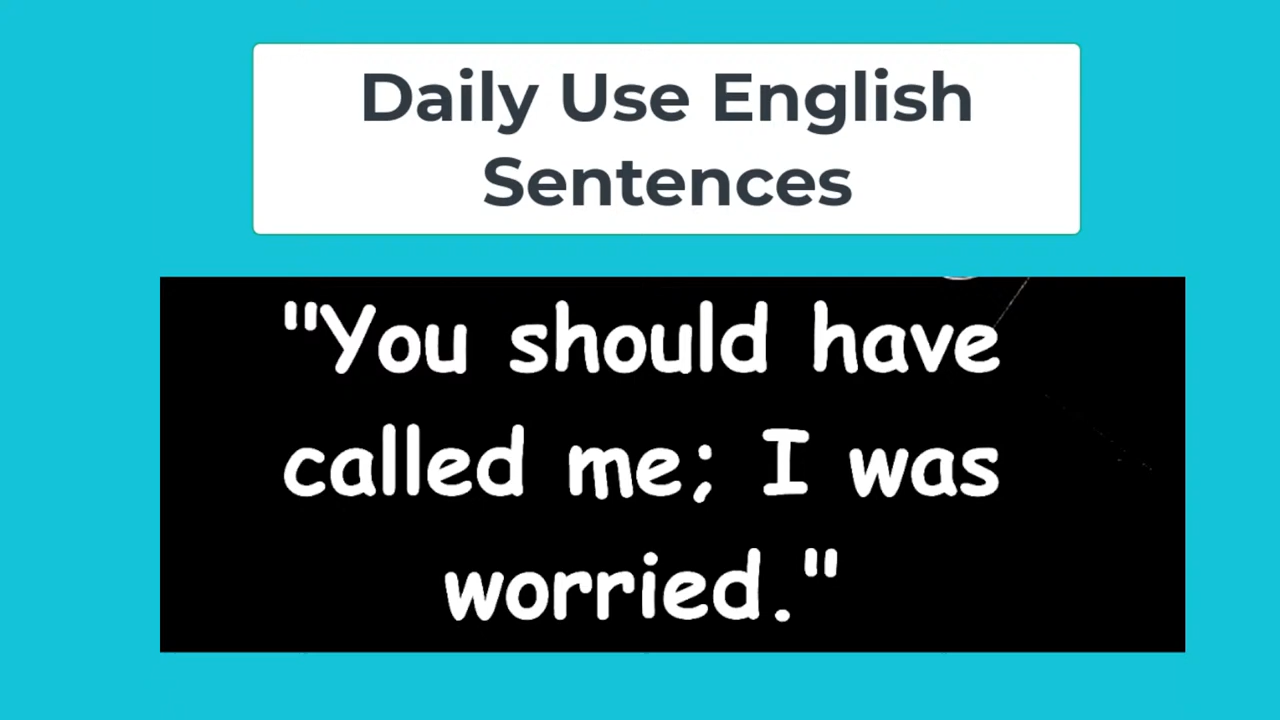 Daily Use English
Sentences
"You should have
called me; I was
worried."